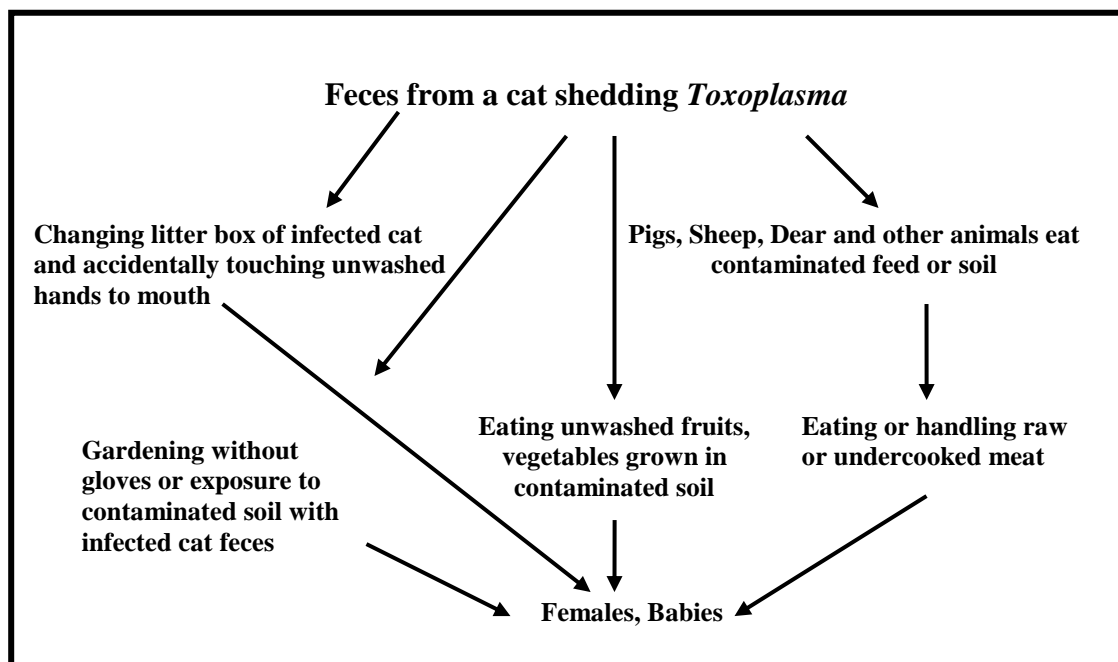 Feces from a cat shedding Toxoplasma
Changing litter box of infected cat
and accidentally touching unwashed
hands to mouth
Pigs, Sheep, Dear and other animals eat
contaminated feed or soil
Gardening without
gloves or exposure to
contaminated soil with
infected cat feces
Eating unwashed fruits,
vegetables grown in
contaminated soil
Eating or handling raw
or undercooked meat
Females, Babies